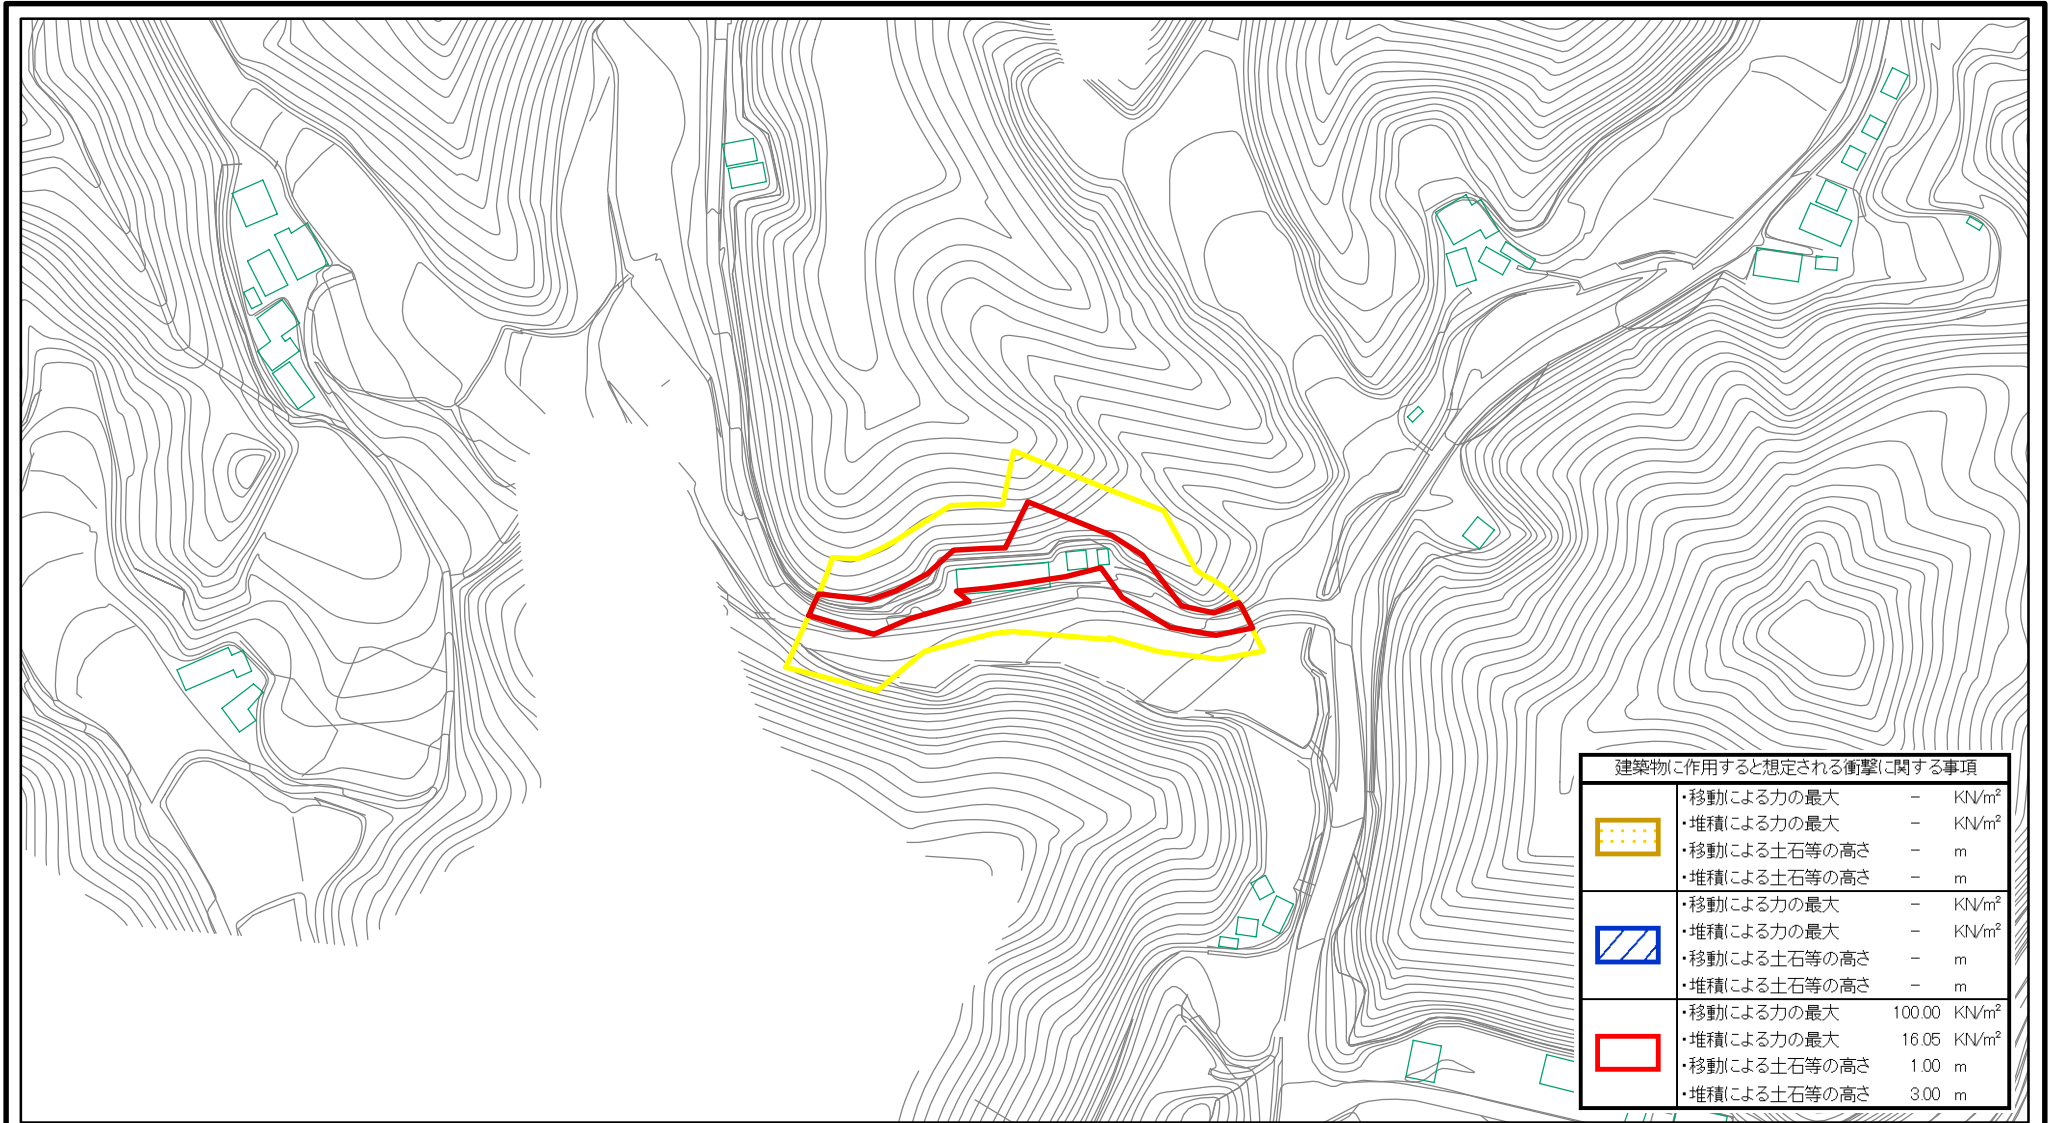 建築物に作用すると想定される衝撃に関する事項
・移動による力の最大 - KN/m²
・堆積による力の最大 - KN/m²
・移動による土石等の高さ - m
・堆積による土石等の高さ - m
・移動による力の最大 - KN/m²
・堆積による力の最大 - KN/m²
・移動による土石等の高さ - m
・堆積による土石等の高さ - m
・移動による力の最大 100.00 KN/m²
・堆積による力の最大 16.05 KN/m²
・移動による土石等の高さ 1.00 m
・堆積による土石等の高さ 3.00 m